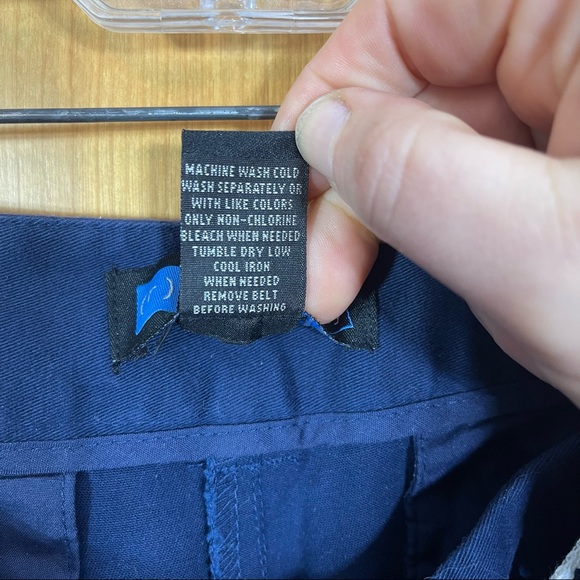 MACHINE WASH COLD
WASH SEPARATELY OR
WITH LIKE COLORS
ONLY NON-CHLORINE
BLEACH WHEN NEEDED
TUMBLE DRY LOW
COOL IRON
WHEN NEEDED
REMOVE BELT
BEFORE WASHING